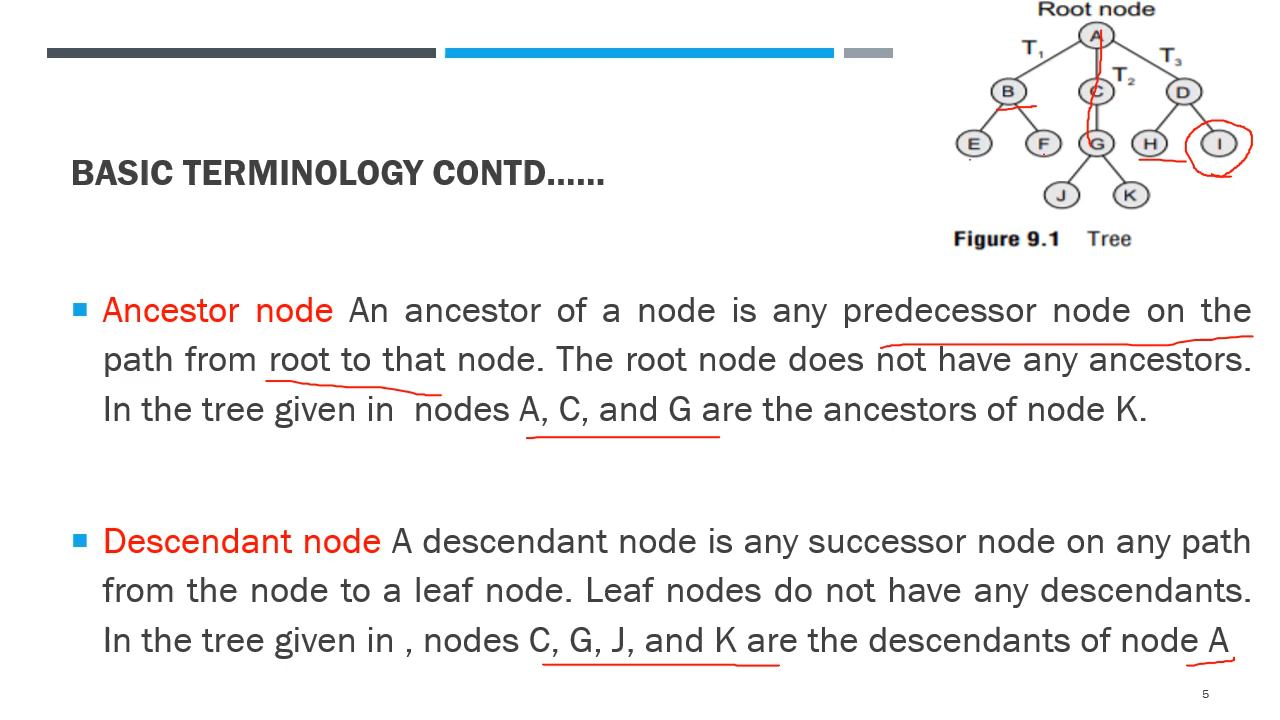 Root node
A
T1
T2
T3
B
C
D
E
F
G
H
I
J
K
Figure 9.1 Tree
BASIC TERMINOLOGY CONTD……
Ancestor node An ancestor of a node is any predecessor node on the
path from root to that node. The root node does not have any ancestors.
In the tree given in nodes A, C, and G are the ancestors of node K.
Descendant node A descendant node is any successor node on any path
from the node to a leaf node. Leaf nodes do not have any descendants.
In the tree given in , nodes C, G, J, and K are the descendants of node A
5